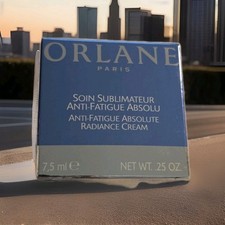 ORLANE
PARIS
SOIN SUBLIMATEUR
ANTI-FATIGUE ABSOLU
ANTI-FATIGUE ABSOLUTE
RADIANCE CREAM
7,5 ml ℮ NET WT. .25 OZ.